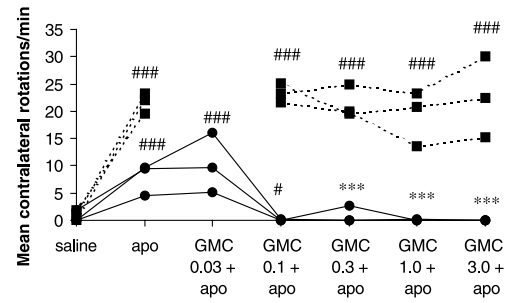 Mean contralateral rotations/min
35
30
25
20
15
10
5
0
###
###
###
###
###
###
###
#
***
***
***
saline
apo
GMC
0.03 +
apo
GMC
0.1 +
apo
GMC
0.3 +
apo
GMC
1.0 +
apo
GMC
3.0 +
apo